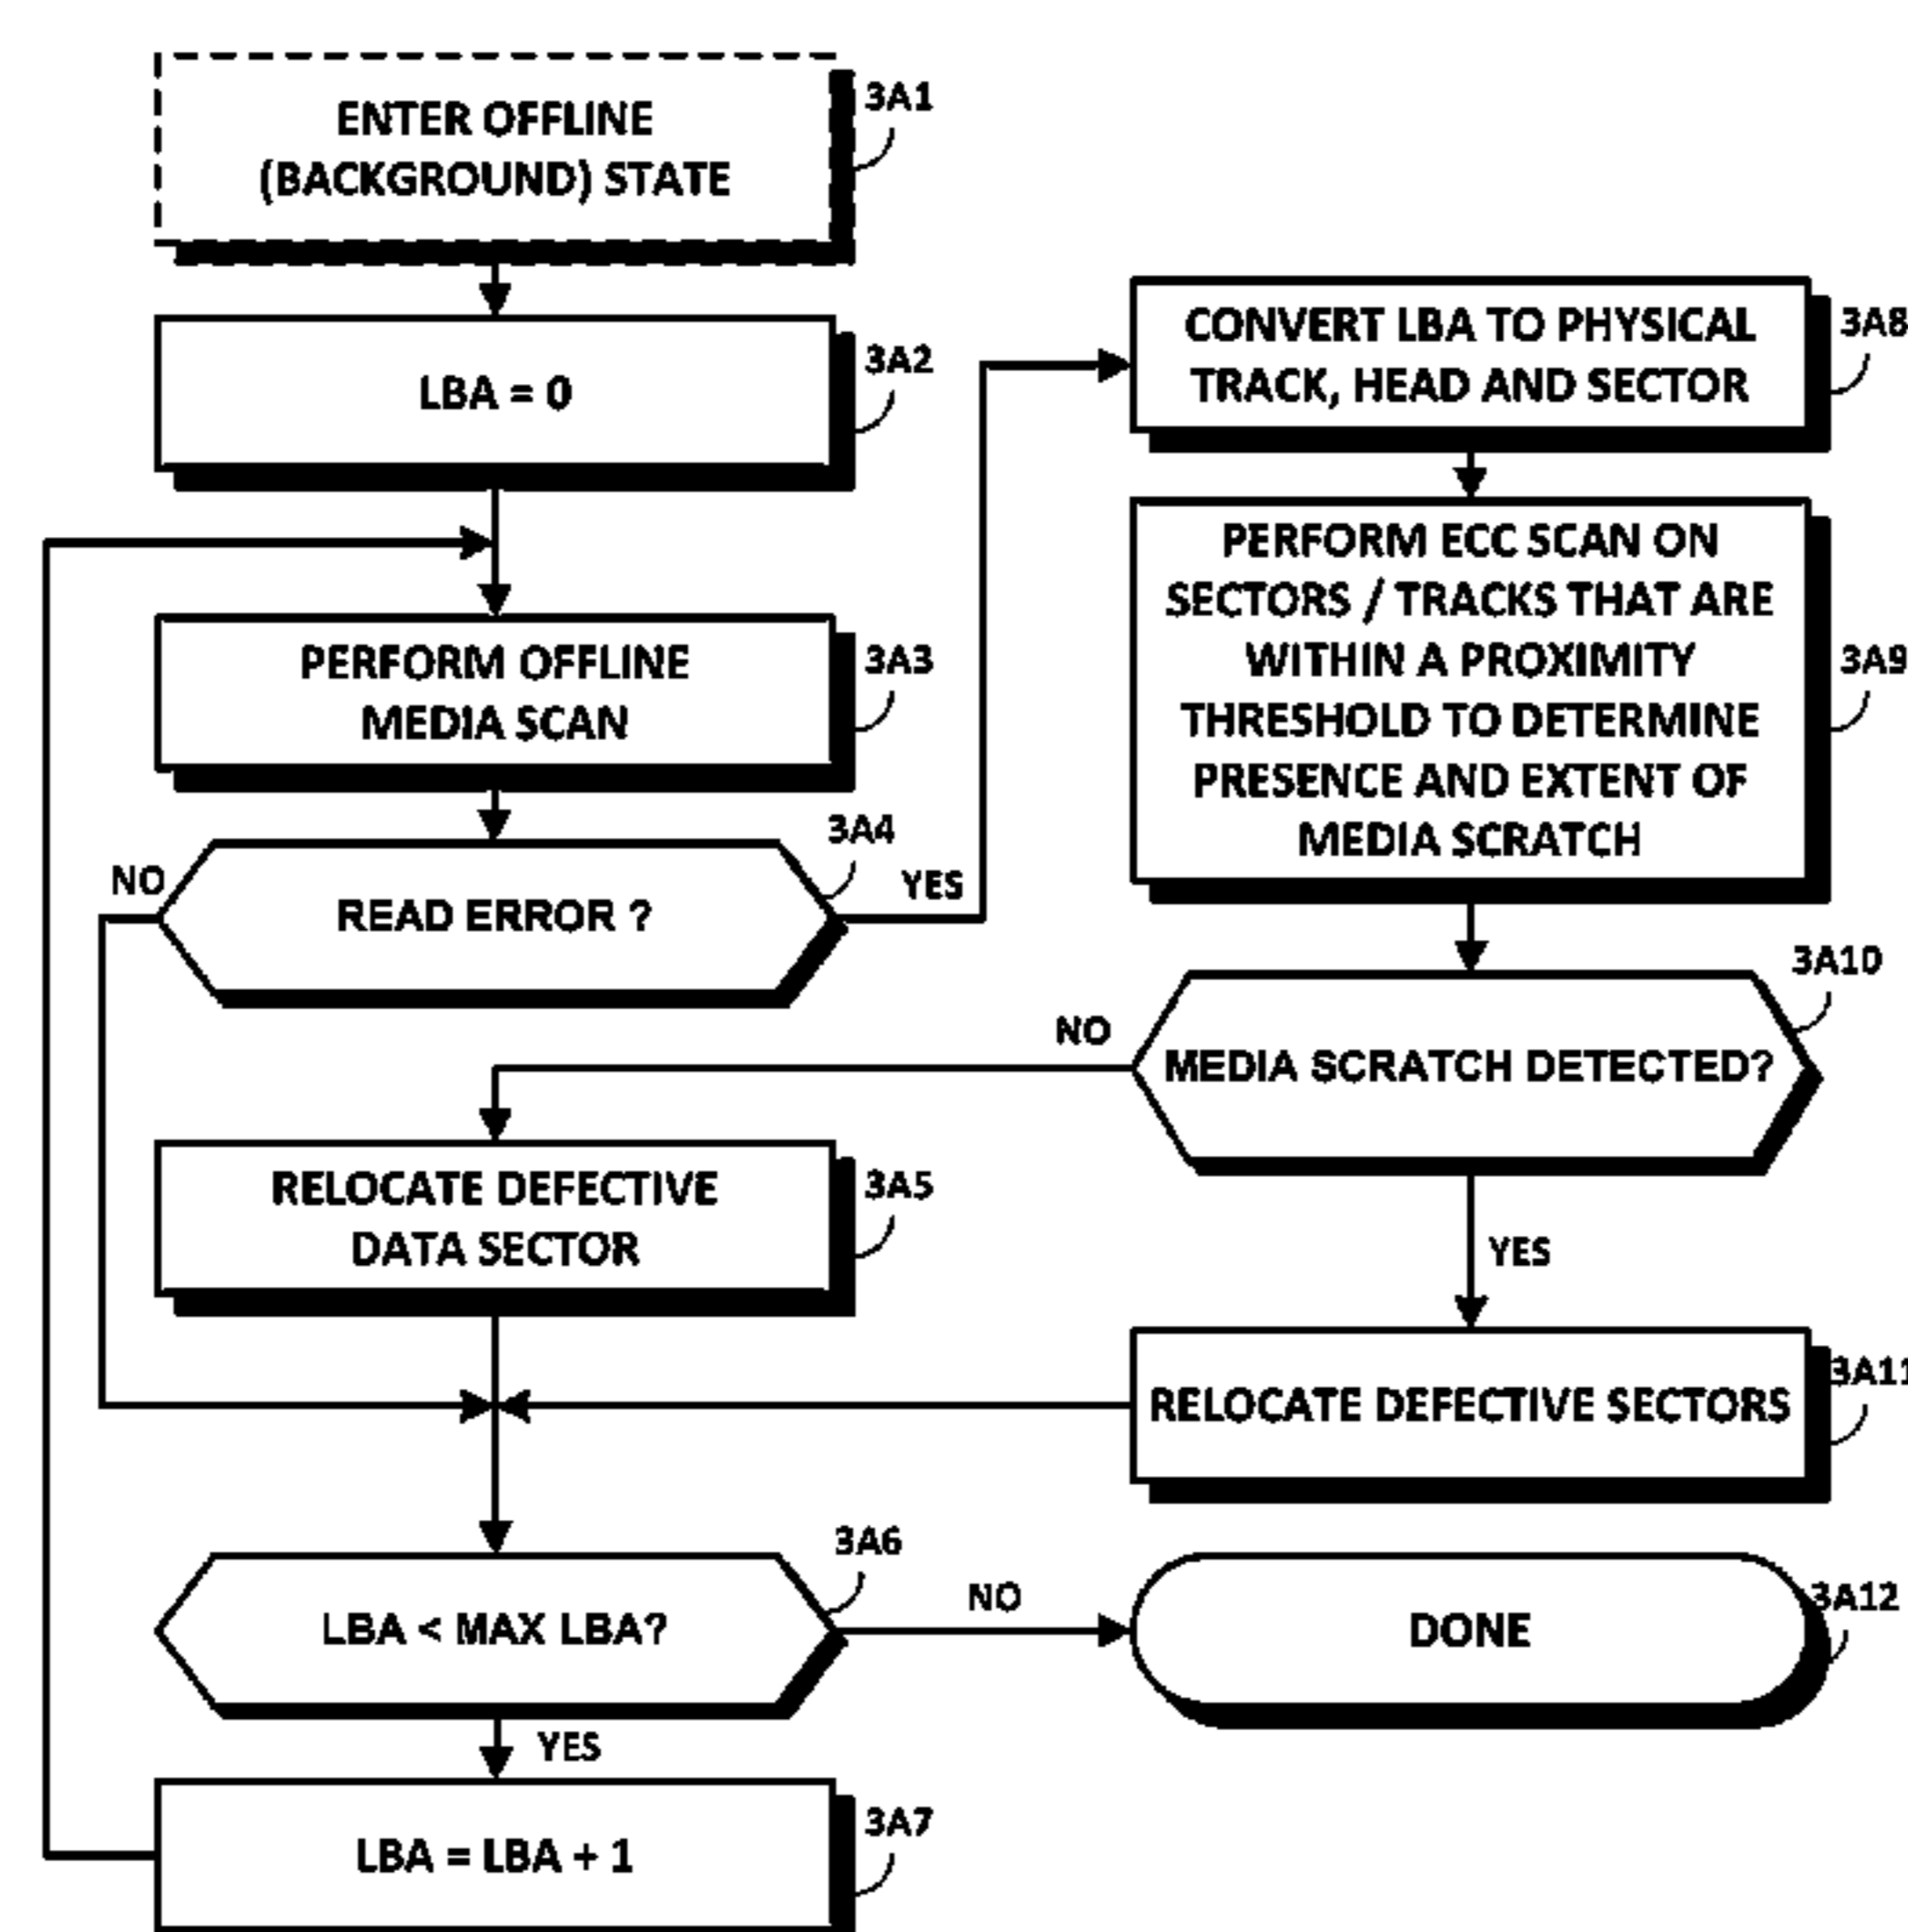 ENTER OFFLINE
(BACKGROUND) STATE
3A1
LBA = 0
3A2
PERFORM OFFLINE
MEDIA SCAN
3A3
READ ERROR ?
3A4
NO
YES
RELOCATE DEFECTIVE
DATA SECTOR
3A5
LBA < MAX LBA?
3A6
NO
YES
LBA = LBA + 1
3A7
CONVERT LBA TO PHYSICAL
TRACK, HEAD AND SECTOR
3A8
PERFORM ECC SCAN ON
SECTORS / TRACKS THAT ARE
WITHIN A PROXIMITY
THRESHOLD TO DETERMINE
PRESENCE AND EXTENT OF
MEDIA SCRATCH
3A9
MEDIA SCRATCH DETECTED?
3A10
NO
YES
RELOCATE DEFECTIVE SECTORS
3A11
DONE
3A12